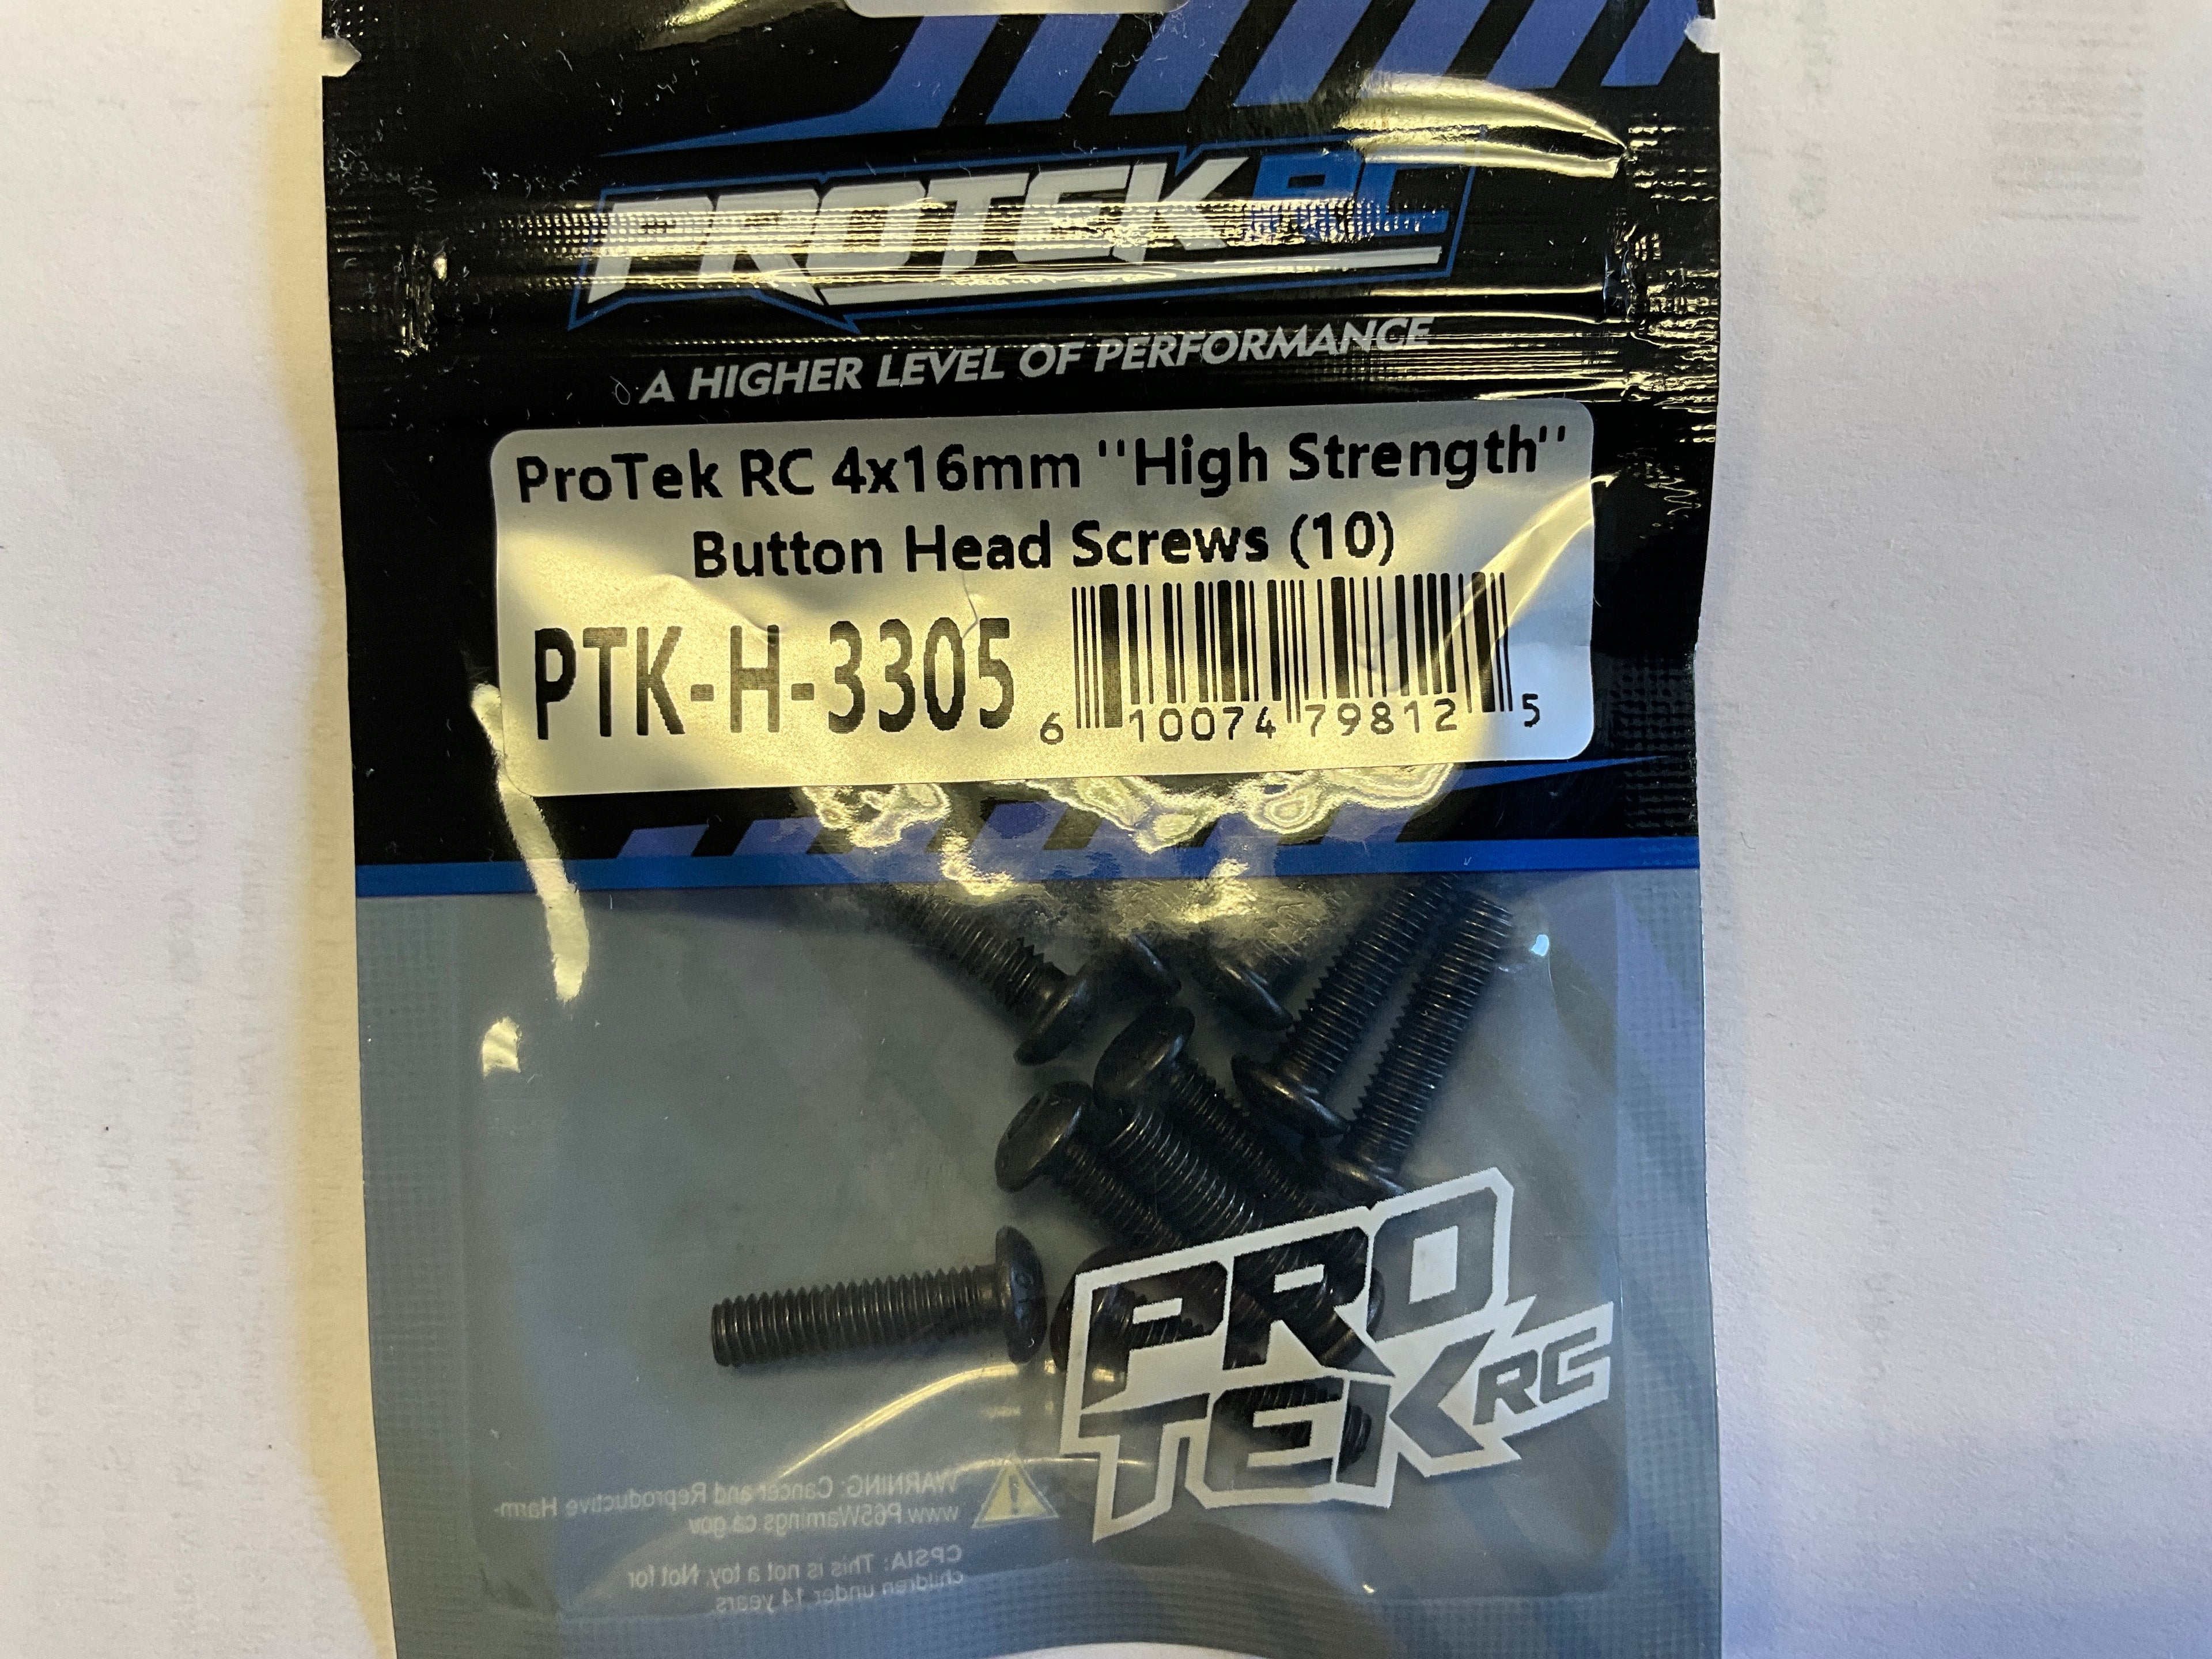 PROTEK RC
A HIGHER LEVEL OF PERFORMANCE
ProTek RC 4x16mm "High Strength"
Button Head Screws (10)
PTK-H-3305
6 10074 79812 5
PRO
TEK RC
WARNING: Cancer and Reproductive Harm-
www.P65Warnings.ca.gov
CPSIA: This is not a toy. Not for
children under 14 years.